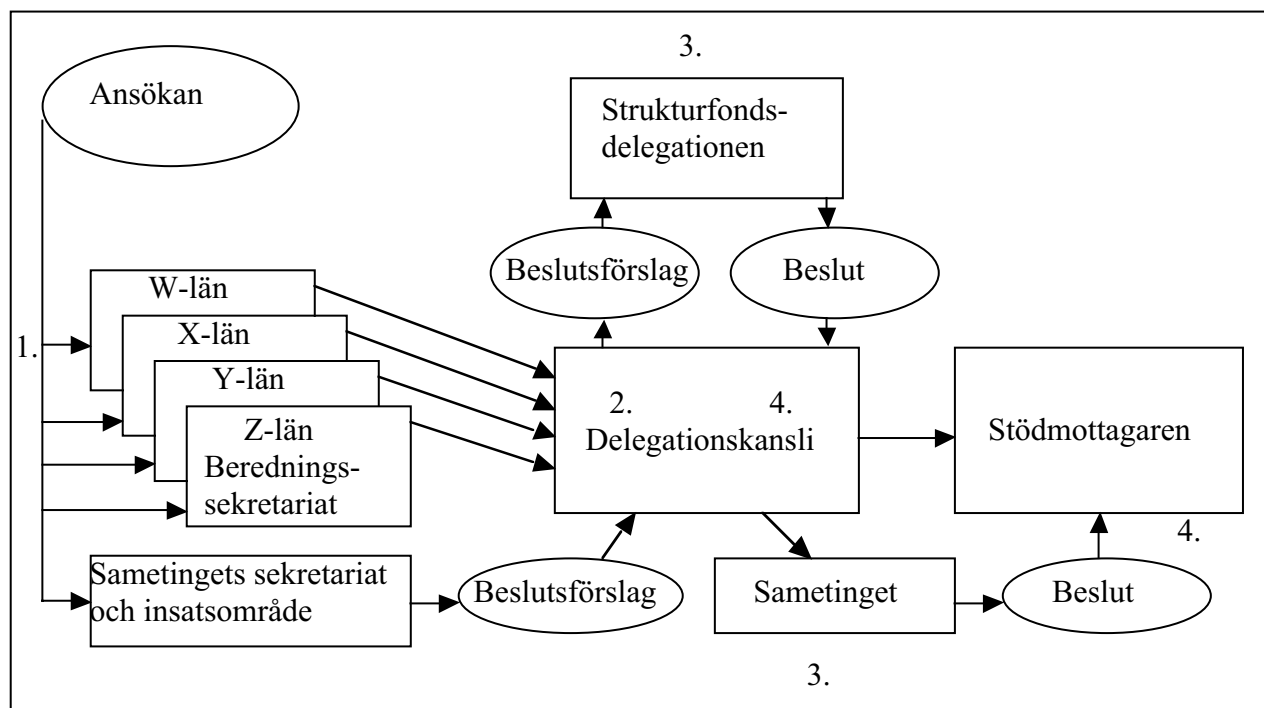 3.
Ansökan
Strukturfonds-
delegationen
Beslutsförslag
Beslut
W-län
X-län
1.
Y-län
Z-län
Berednings-
sekretariat
2. 4.
Delegationskansli
Stödmottagaren
4.
Sametingets sekretariat
och insatsområde
Beslutsförslag
Sametinget
Beslut
3.